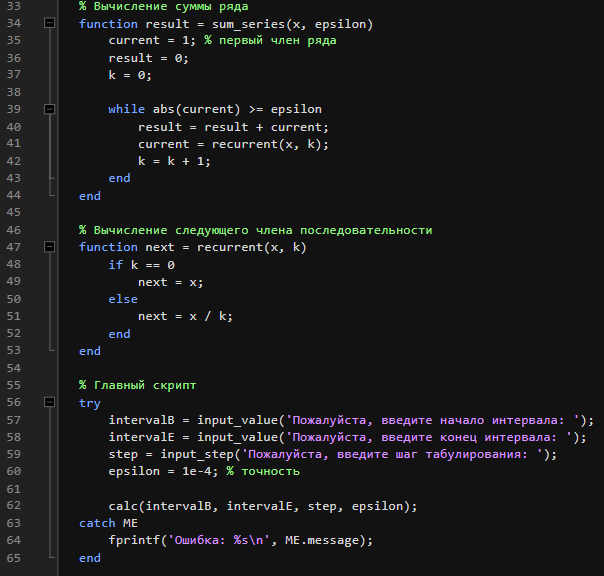 33 % Вычисление суммы ряда
34 function result = sum_series(x, epsilon)
35     current = 1; % первый член ряда
36     result = 0;
37     k = 0;
38
39     while abs(current) >= epsilon
40         result = result + current;
41         current = recurrent(x, k);
42         k = k + 1;
43     end
44 end
45
46 % Вычисление следующего члена последовательности
47 function next = recurrent(x, k)
48     if k == 0
49         next = x;
50     else
51         next = x / k;
52     end
53 end
54
55 % Главный скрипт
56 try
57     intervalB = input_value('Пожалуйста, введите начало интервала: ');
58     intervalE = input_value('Пожалуйста, введите конец интервала: ');
59     step = input_step('Пожалуйста, введите шаг табулирования: ');
60     epsilon = 1e-4; % точность
61
62     calc(intervalB, intervalE, step, epsilon);
63 catch ME
64     fprintf('Ошибка: %s\n', ME.message);
65 end